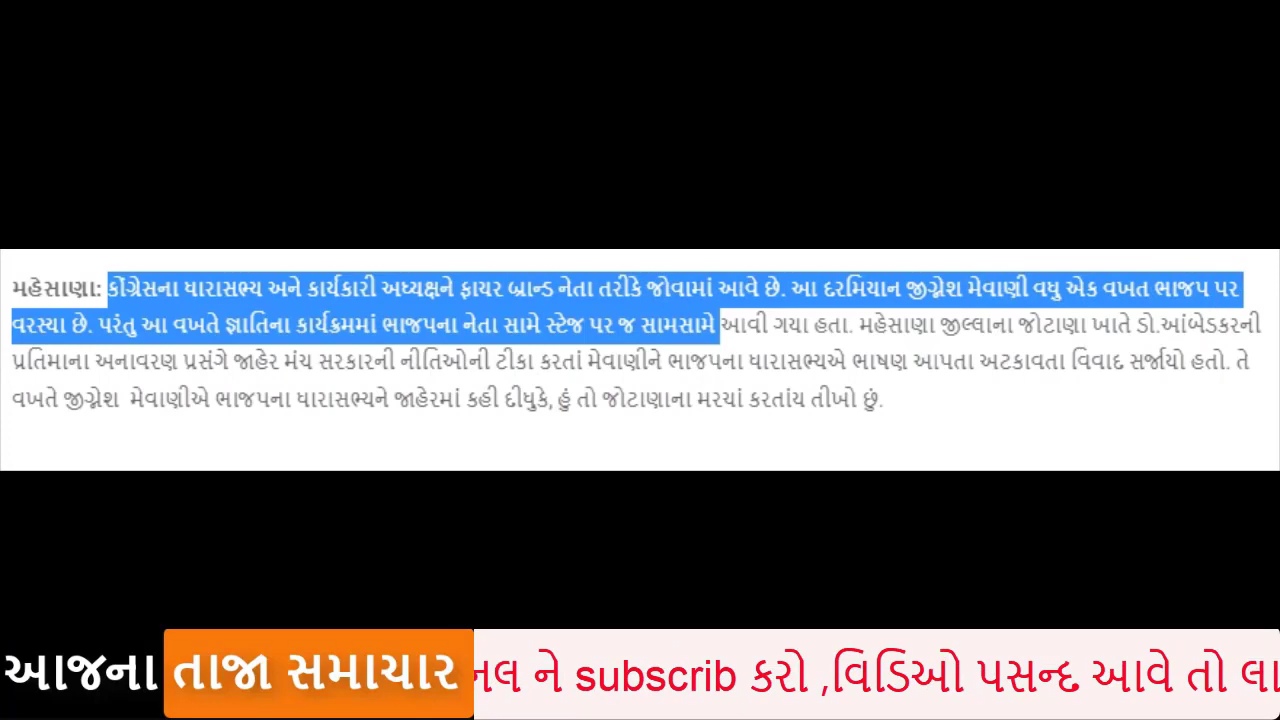 મહેસાણા: કોંગ્રેસના ધારાસભ્ય અને કાર્યકારી અધ્યક્ષને ફાયર બ્રાન્ડ નેતા તરીકે જોવામાં આવે છે. આ દરમિયાન જીગ્નેશ મેવાણી વધુ એક વખત ભાજપ પર
વરસ્યા છે. પરંતુ આ વખતે જ્ઞાતિના કાર્યક્રમમાં ભાજપના નેતા સામે સ્ટેજ પર જ સામસામે આવી ગયા હતા. મહેસાણા જીલ્લાના જોટાણા ખાતે ડો.આંબેડકરની
પ્રતિમાના અનાવરણ પ્રસંગે જાહેર મંચ સરકારની નીતિઓની ટીકા કરતાં મેવાણીને ભાજપના ધારાસભ્યએ ભાષણ આપતા અટકાવતા વિવાદ સર્જાયો હતો. તે
વખતે જીગ્નેશ મેવાણીએ ભાજપના ધારાસભ્યને જાહેરમાં કહી દીધુકે, હું તો જોટાણાના મરચાં કરતાંય તીખો છું.
આજના તાજા સમાચાર નલ ને subscrib કરો ,વિડિઓ પસન્દ આવે તો લા